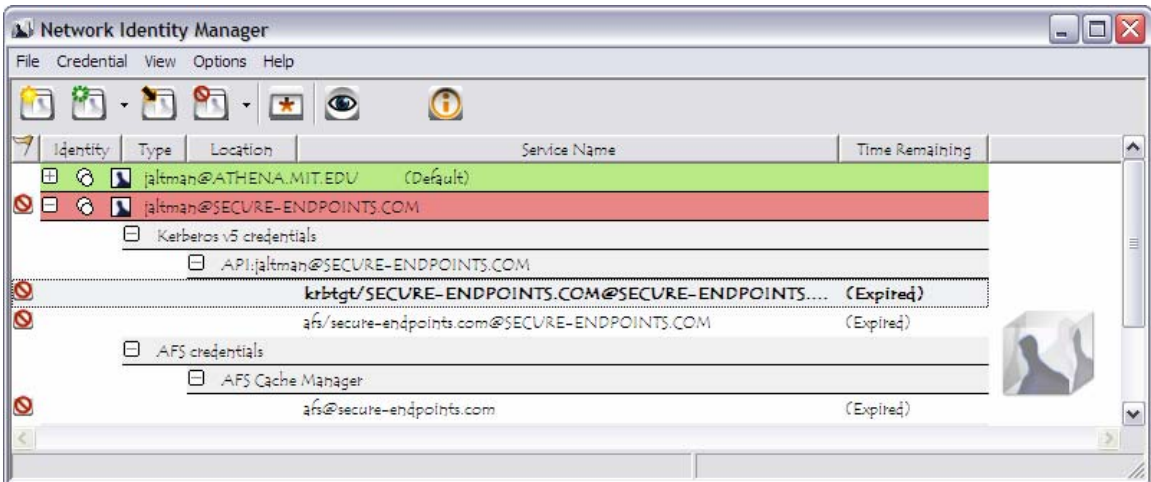 Network Identity Manager
File Credential View Options Help
Identity Type Location Service Name Time Remaining
jaltman@ATHENA.MIT.EDU (Default)
jaltman@SECURE-ENDPOINTS.COM
Kerberos v5 credentials
API:jaltman@SECURE-ENDPOINTS.COM
krbtgt/SECURE-ENDPOINTS.COM@SECURE-ENDPOINTS.... (Expired)
afs/secure-endpoints.com@SECURE-ENDPOINTS.COM (Expired)
AFS credentials
AFS Cache Manager
afs@secure-endpoints.com (Expired)